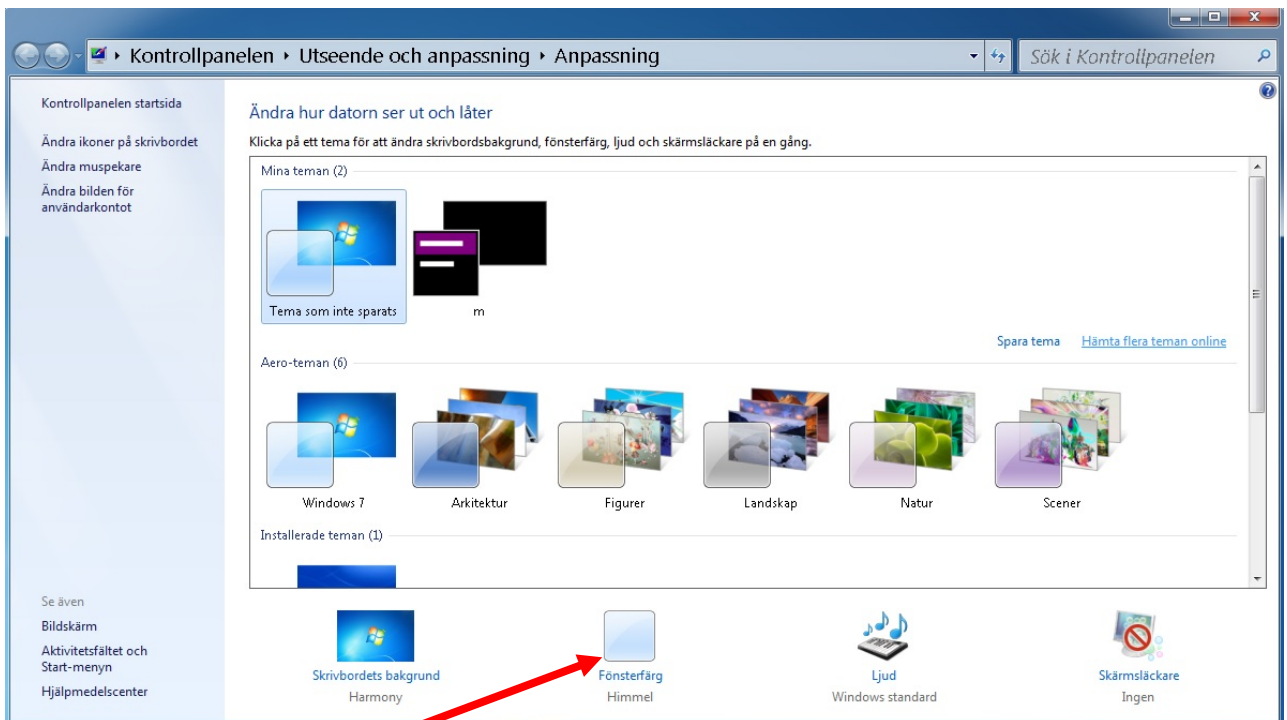 Kontrollpanelen ▸ Utseende och anpassning ▸ Anpassning
Sök i Kontrollpanelen
Kontrollpanelen startsida
Ändra ikoner på skrivbordet
Ändra muspekare
Ändra bilden för
användarkontot
Ändra hur datorn ser ut och låter
Klicka på ett tema för att ändra skrivbordsbakgrund, fönsterfärg, ljud och skärmsläckare på en gång.
Mina teman (2)
Tema som inte sparats
m
Spara tema
Hämta flera teman online
Aero-teman (6)
Windows 7
Arkitektur
Figurer
Landskap
Natur
Scener
Installerade teman (1)
Se även
Bildskärm
Aktivitetsfältet och
Start-menyn
Hjälpmedelscenter
Skrivbordets bakgrund
Harmony
Fönsterfärg
Himmel
Ljud
Windows standard
Skärmsläckare
Ingen